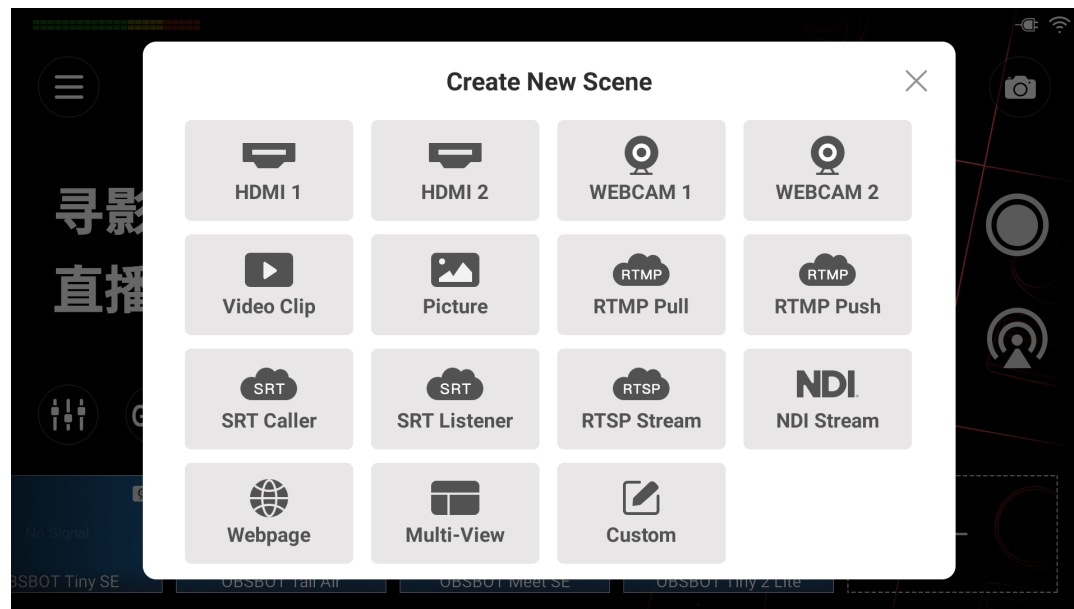 Create New Scene
HDMI 1
HDMI 2
WEBCAM 1
WEBCAM 2
寻影
直播
Video Clip
Picture
RTMP
RTMP Pull
RTMP
RTMP Push
SRT
SRT Caller
SRT
SRT Listener
RTSP
RTSP Stream
NDI
NDI Stream
G
Webpage
Multi-View
Custom
No Signal
BSBOT Tiny SE
OBSBOT Tail Air
OBSBOT Meet SE
OBSBOT Tiny 2 Lite